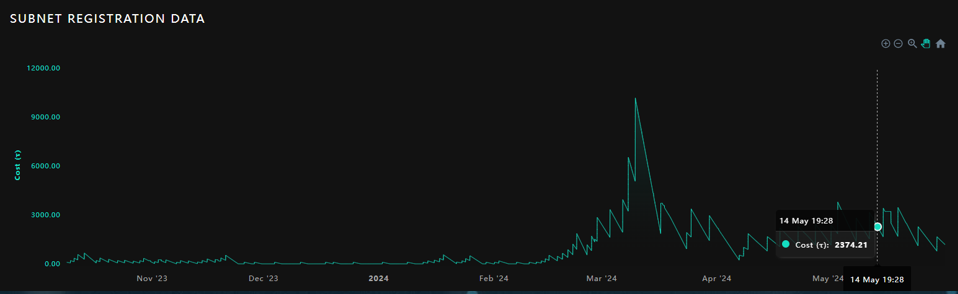 SUBNET REGISTRATION DATA
12000.00
9000.00
6000.00
3000.00
0.00
Cost (τ)
Nov '23
Dec '23
2024
Feb '24
Mar '24
Apr '24
May '24
14 May 19:28
Cost (τ): 2374.21
14 May 19:28